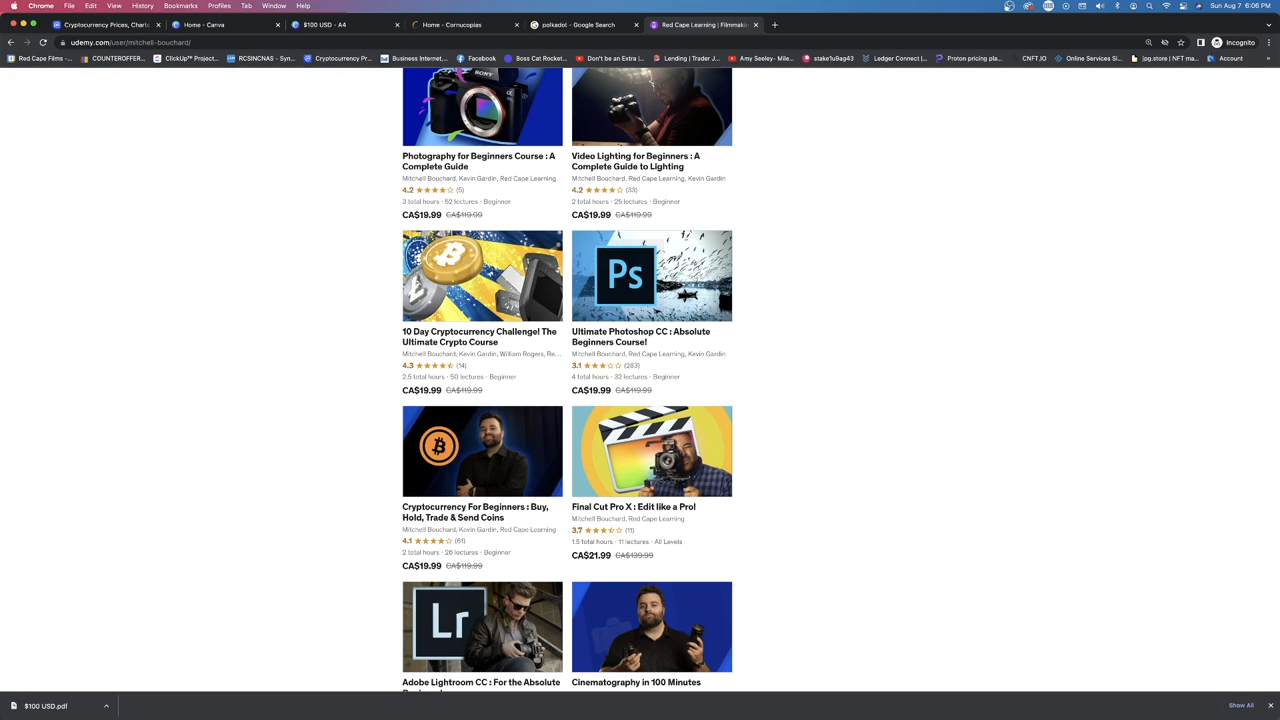 Chrome File Edit View History Bookmarks Profiles Tab Window Help
Sun Aug 7 6:06 PM
Cryptocurrency Prices, Charts
Home - Canva
$100 USD - A4
Home - Cornucopias
polkadot - Google Search
Red Cape Learning | Filmmakin
udemy.com/user/mitchell-bouchard/
Incognito
Red Cape Films -...
COUNTEROFFER...
ClickUp™ Project...
RCSINCNAS - Syn...
Cryptocurrency Pr...
Business Internet,...
Facebook
Boss Cat Rocket...
Don't be an Extra |...
Lending | Trader J...
Amy Seeley- Mile...
stake1u9ag43
Ledger Connect |...
Proton pricing pla...
CNFT.IO
Online Services Si...
jpg.store | NFT ma...
Account
SONY
Photography for Beginners Course : A
Complete Guide
Mitchell Bouchard, Kevin Gardin, Red Cape Learning
4.2 (5)
3 total hours · 52 lectures · Beginner
CA$19.99 CA$119.99
Video Lighting for Beginners : A
Complete Guide to Lighting
Mitchell Bouchard, Red Cape Learning, Kevin Gardin
4.2 (33)
2 total hours · 25 lectures · Beginner
CA$19.99 CA$119.99
10 Day Cryptocurrency Challenge! The
Ultimate Crypto Course
Mitchell Bouchard, Kevin Gardin, William Rogers, Re...
4.3 (14)
2.5 total hours · 50 lectures · Beginner
CA$19.99 CA$119.99
Ps
Ultimate Photoshop CC : Absolute
Beginners Course!
Mitchell Bouchard, Red Cape Learning, Kevin Gardin
3.1 (283)
4 total hours · 32 lectures · Beginner
CA$19.99 CA$119.99
Cryptocurrency For Beginners : Buy,
Hold, Trade & Send Coins
Mitchell Bouchard, Kevin Gardin, Red Cape Learning
4.1 (61)
2 total hours · 26 lectures · Beginner
CA$19.99 CA$119.99
Final Cut Pro X : Edit like a Pro!
Mitchell Bouchard, Red Cape Learning
3.7 (11)
1.5 total hours · 11 lectures · All Levels
CA$21.99 CA$139.99
Lr
Adobe Lightroom CC : For the Absolute
Cinematography in 100 Minutes
$100 USD.pdf
Show All